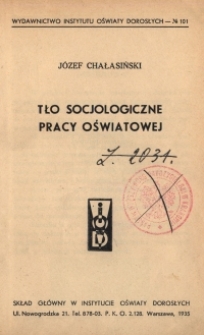 WYDAWNICTWO INSTYTUTU OŚWIATY DOROSŁYCH — № 101
JÓZEF CHAŁASIŃSKI
TŁO SOCJOLOGICZNE
PRACY OŚWIATOWEJ
2031.
SKŁAD GŁÓWNY W INSTYTUCIE OŚWIATY DOROSŁYCH
Ul. Nowogrodzka 21. Tel. 878-03. P. K. O. 2.128. Warszawa, 1935